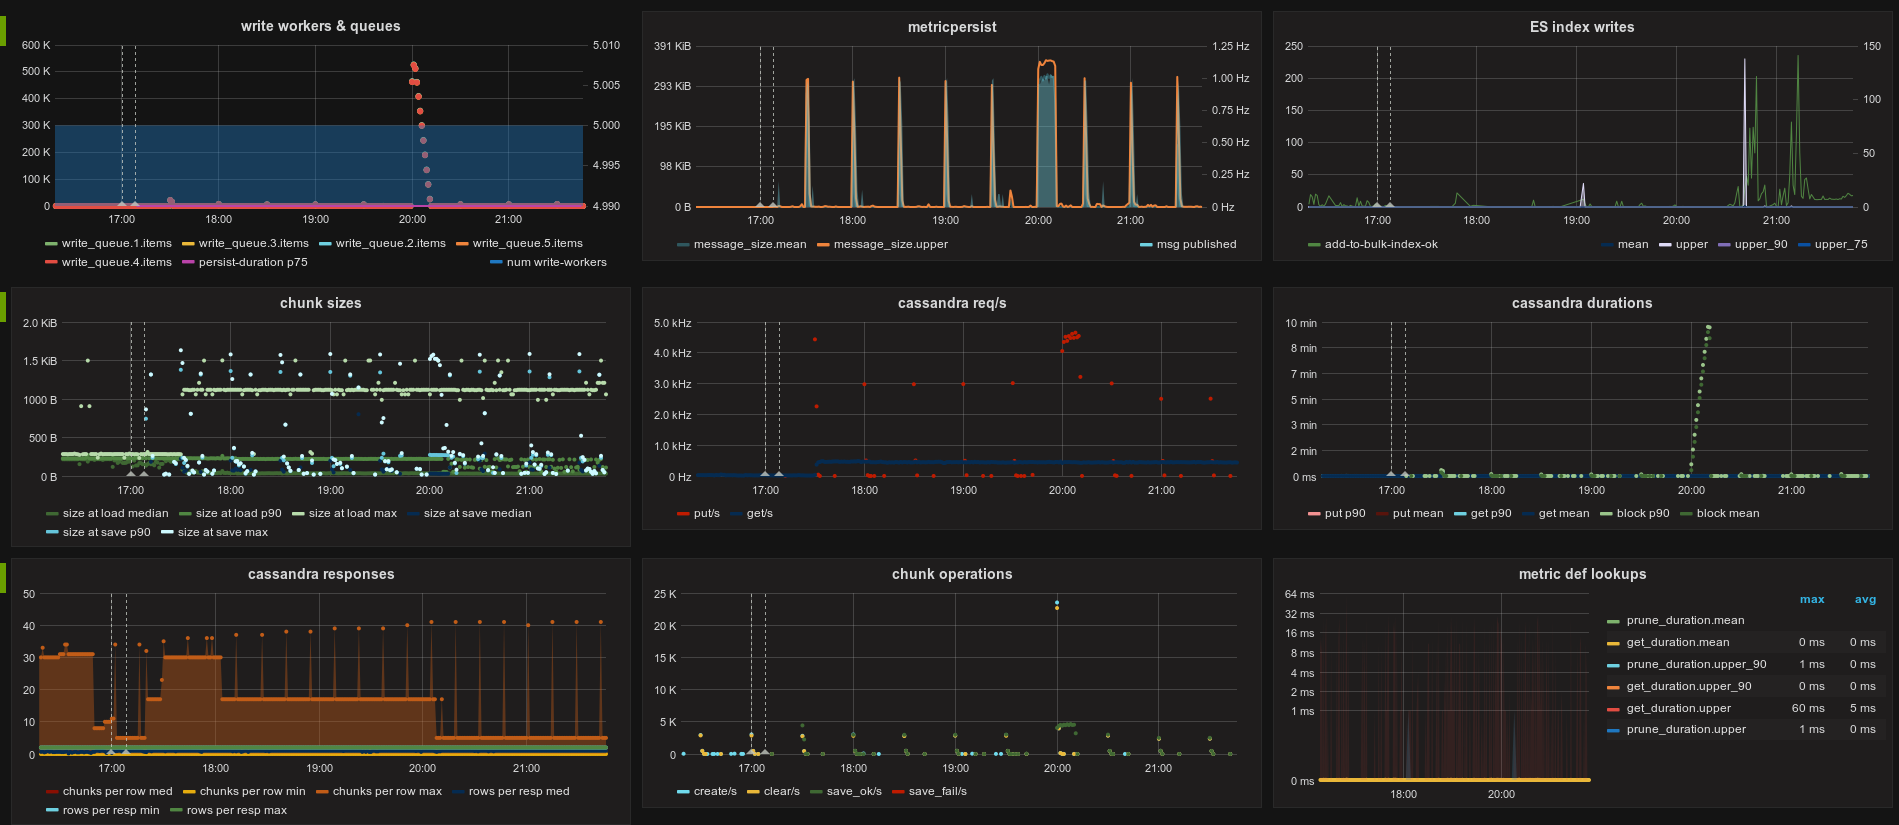 write workers & queues
600 K
500 K
400 K
300 K
200 K
100 K
0
5.010
5.005
5.000
4.995
4.990
17:00 18:00 19:00 20:00 21:00
write_queue.1.items write_queue.3.items write_queue.2.items write_queue.5.items
write_queue.4.items persist-duration p75 num write-workers
metricpersist
391 KiB
293 KiB
195 KiB
98 KiB
0 B
1.25 Hz
1.00 Hz
0.75 Hz
0.50 Hz
0.25 Hz
0 Hz
17:00 18:00 19:00 20:00 21:00
message_size.mean message_size.upper msg published
ES index writes
250
200
150
100
50
0
150
100
50
0
17:00 18:00 19:00 20:00 21:00
add-to-bulk-index-ok mean upper upper_90 upper_75
chunk sizes
2.0 KiB
1.5 KiB
1000 B
500 B
0 B
17:00 18:00 19:00 20:00 21:00
size at load median size at load p90 size at load max size at save median
size at save p90 size at save max
cassandra req/s
5.0 kHz
4.0 kHz
3.0 kHz
2.0 kHz
1.0 kHz
0 Hz
17:00 18:00 19:00 20:00 21:00
put/s get/s
cassandra durations
10 min
8 min
7 min
5 min
3 min
2 min
0 ms
17:00 18:00 19:00 20:00 21:00
put p90 put mean get p90 get mean block p90 block mean
cassandra responses
50
40
30
20
10
0
17:00 18:00 19:00 20:00 21:00
chunks per row med chunks per row min chunks per row max rows per resp med
rows per resp min rows per resp max
chunk operations
25 K
20 K
15 K
10 K
5 K
0
17:00 18:00 19:00 20:00 21:00
create/s clear/s save_ok/s save_fail/s
metric def lookups
64 ms
32 ms
16 ms
8 ms
4 ms
2 ms
1 ms
0 ms
18:00 20:00
max avg
prune_duration.mean
get_duration.mean 0 ms 0 ms
prune_duration.upper_90 1 ms 0 ms
get_duration.upper_90 0 ms 0 ms
get_duration.upper 60 ms 5 ms
prune_duration.upper 1 ms 0 ms